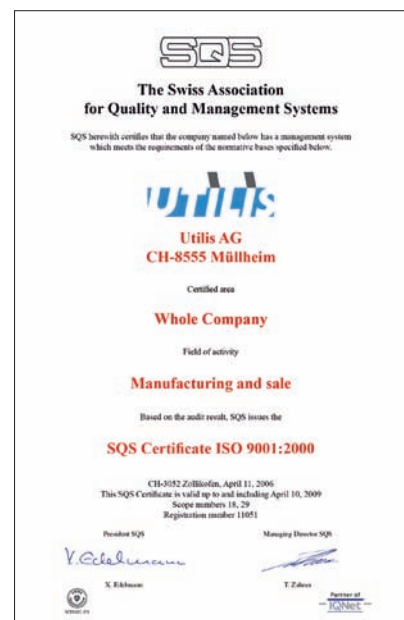 SQS
The Swiss Association
for Quality and Management Systems
SQS herewith certifies that the company named below has a management system
which meets the requirements of the normative bases specified below.
UTILIS
Utilis AG
CH-8555 Müllheim
Certified area
Whole Company
Field of activity
Manufacturing and sale
Based on the audit result, SQS issues the
SQS Certificate ISO 9001:2000
CH-3052 Zollikofen, April 11, 2006
This SQS Certificate is valid up to and including April 10, 2009
Scope numbers 18, 29
Registration number 11051
President SQS
Managing Director SQS
X. Edelmann
X. Edelmann
T. Zahner
Partner of
IQNet